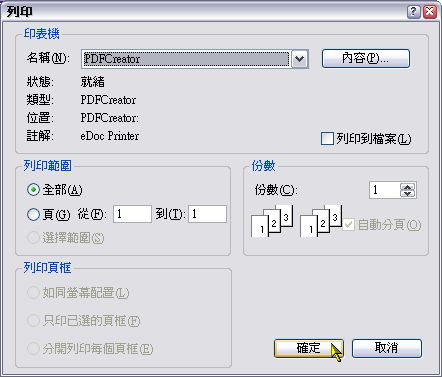 列印
印表機
名稱(N): PDFCreator 內容(P)...
狀態: 就緒
類型: PDFCreator
位置: PDFCreator:
註解: eDoc Printer
列印到檔案(L)
列印範圍
全部(A)
頁(G) 從(F): 1 到(T): 1
選擇範圍(S)
份數
份數(C): 1
1 2 3 1 2 3 自動分頁(O)
列印頁框
如同螢幕配置(L)
只印已選的頁框(F)
分開列印每個頁框(E)
確定 取消